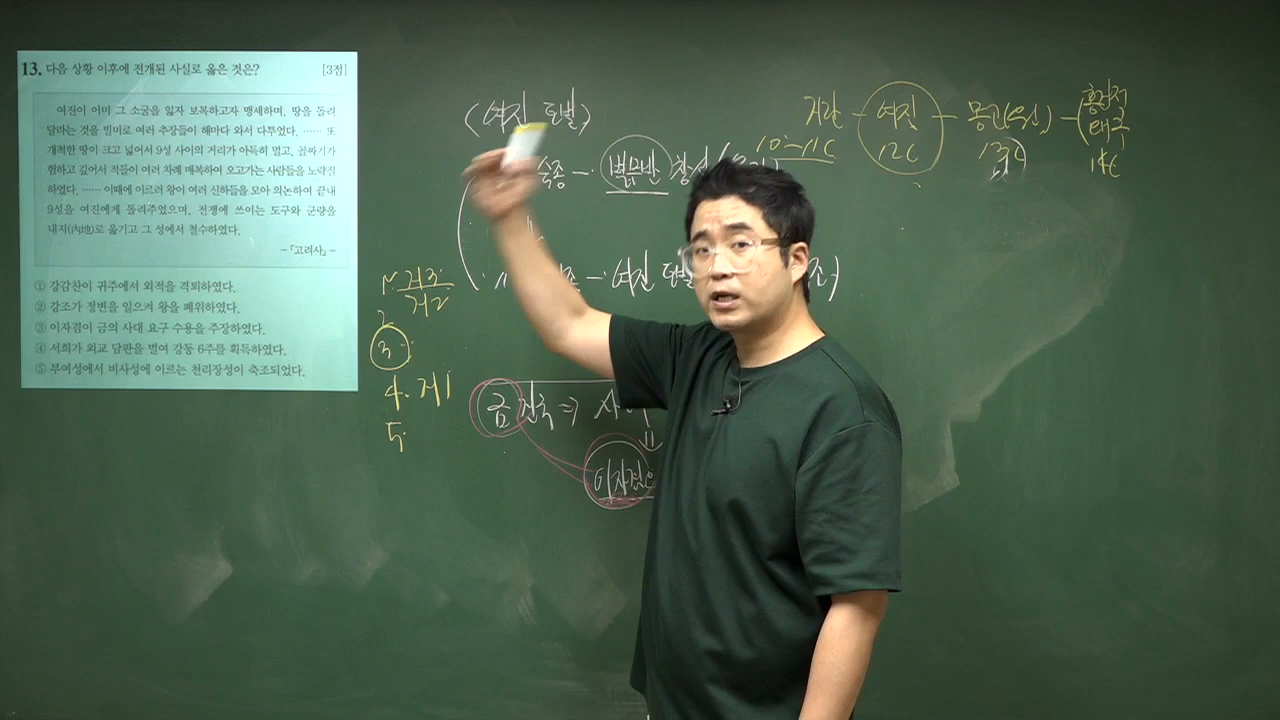 13. 다음 상황 이후에 전개된 사실로 옳은 것은? [3점]
여진이 이미 그 소굴을 잃자 보복하고자 맹세하며, 땅을 돌려
달라는 것을 빌미로 여러 추장들이 해마다 와서 다투었다. …… 또
개척한 땅이 크고 넓어서 9성 사이의 거리가 아득히 멀고, 골짜기가
험하고 깊어서 적들이 여러 차례 매복하여 오고가는 사람들을 노략질
하였다. …… 이때에 이르러 왕이 여러 신하들을 모아 의논하여 끝내
9성을 여진에게 돌려주었으며, 전쟁에 쓰이는 도구와 군량을
내지(內地)로 옮기고 그 성에서 철수하였다.
-『고려사』-
① 강감찬이 귀주에서 외적을 격퇴하였다.
② 강조가 정변을 일으켜 왕을 폐위하였다.
③ 이자겸이 금의 사대 요구 수용을 주장하였다.
④ 서희가 외교 담판을 벌여 강동 6주를 획득하였다.
⑤ 부여성에서 비사성에 이르는 천리장성이 축조되었다.
(여진 토벌)
숙종 - 별무반 창설
여진
금 건국 ⇒
이자겸
거란 - 여진 - 몽고(원) - 홍건적
10~11C 12C 13C 왜구
14C
1
2
3.
4.
5.